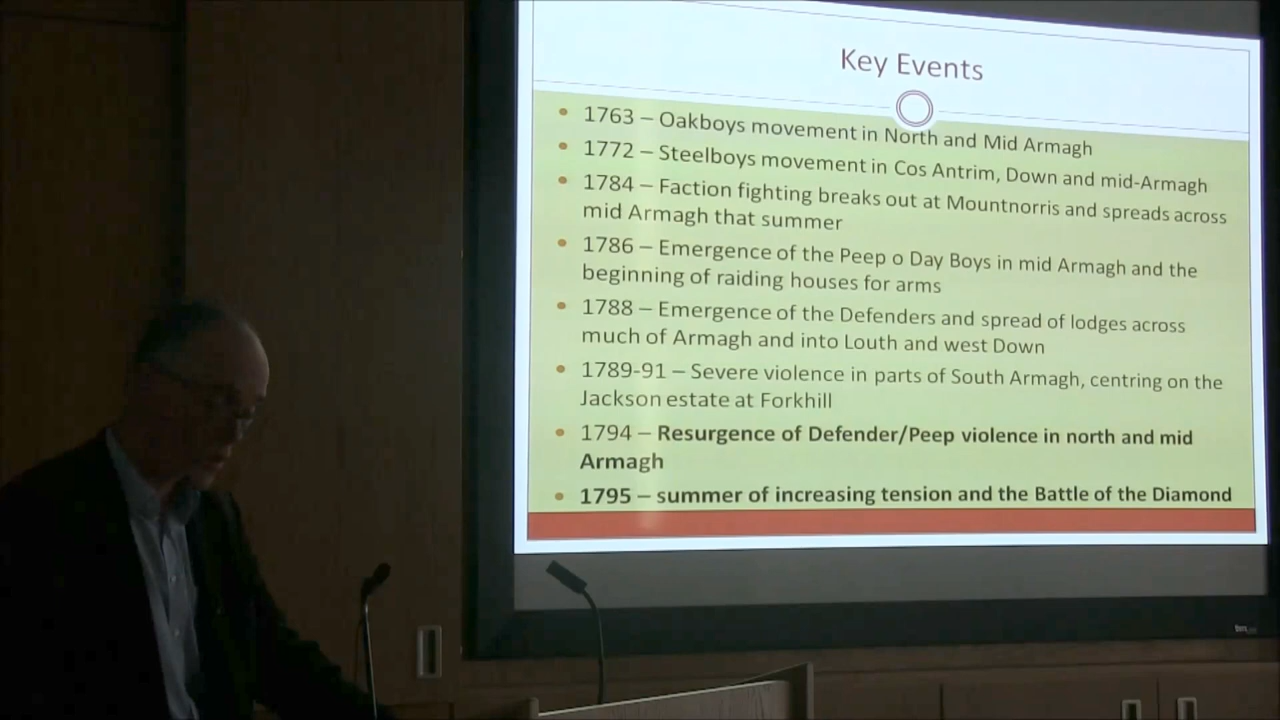 Key Events
• 1763 – Oakboys movement in North and Mid Armagh
• 1772 – Steelboys movement in Cos Antrim, Down and mid-Armagh
• 1784 – Faction fighting breaks out at Mountnorris and spreads across
mid Armagh that summer
• 1786 – Emergence of the Peep o Day Boys in mid Armagh and the
beginning of raiding houses for arms
• 1788 – Emergence of the Defenders and spread of lodges across
much of Armagh and into Louth and west Down
• 1789-91 – Severe violence in parts of South Armagh, centring on the
Jackson estate at Forkhill
• 1794 – Resurgence of Defender/Peep violence in north and mid
Armagh
• 1795 – summer of increasing tension and the Battle of the Diamond